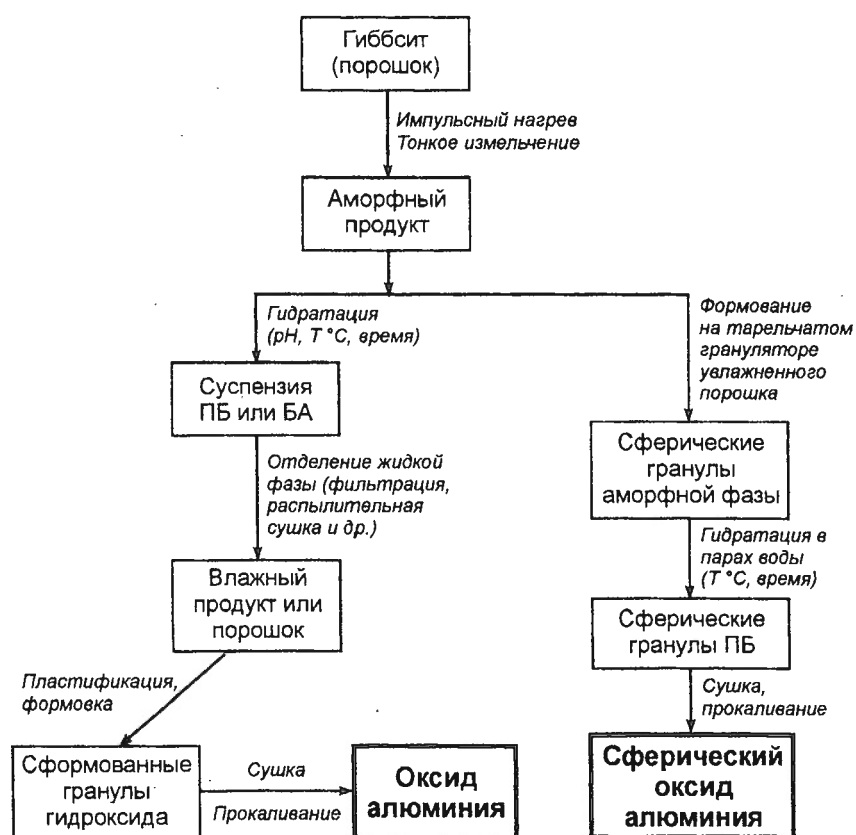 Гиббсит
(порошок)
Импульсный нагрев
Тонкое измельчение
Аморфный
продукт
Гидратация
(pH, T °C, время)
Суспензия
ПБ или БА
Отделение жидкой
фазы (фильтрация,
распылительная
сушка и др.)
Влажный
продукт или
порошок
Пластификация,
формовка
Сформованные
гранулы
гидроксида
Сушка
Прокаливание
Оксид
алюминия
Формование
на тарельчатом
грануляторе
увлажненного
порошка
Сферические
гранулы
аморфной фазы
Гидратация в
парах воды
(T °C, время)
Сферические
гранулы ПБ
Сушка,
прокаливание
Сферический
оксид
алюминия